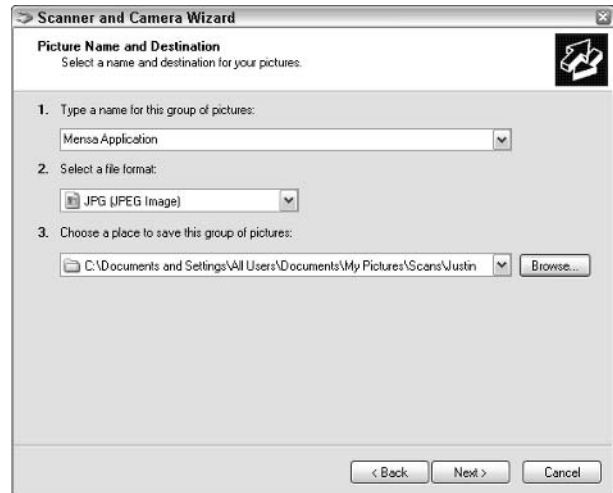 Scanner and Camera Wizard
Picture Name and Destination
Select a name and destination for your pictures.
1. Type a name for this group of pictures:
Mensa Application
2. Select a file format:
JPG (JPEG Image)
3. Choose a place to save this group of pictures:
C:\Documents and Settings\All Users\Documents\My Pictures\Scans\Justin
Browse...
< Back
Next >
Cancel